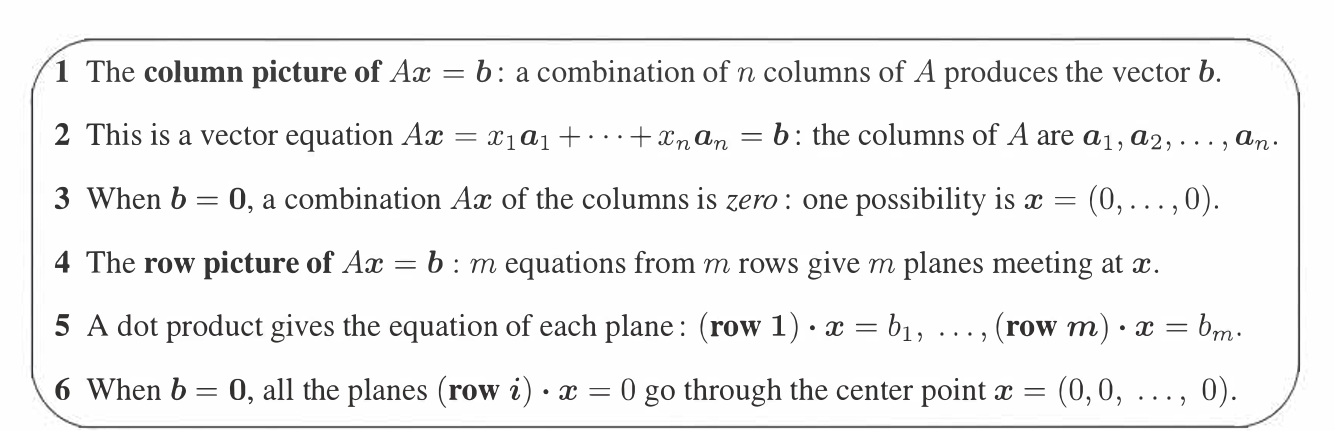 1 The column picture of Ax = b: a combination of n columns of A produces the vector b.
2 This is a vector equation Ax = x₁a₁ + · · · + xₙaₙ = b: the columns of A are a₁, a₂, . . . , aₙ.
3 When b = 0, a combination Ax of the columns is zero: one possibility is x = (0, . . . , 0).
4 The row picture of Ax = b : m equations from m rows give m planes meeting at x.
5 A dot product gives the equation of each plane: (row 1) · x = b₁, . . . , (row m) · x = bₘ.
6 When b = 0, all the planes (row i) · x = 0 go through the center point x = (0, 0, . . . , 0).